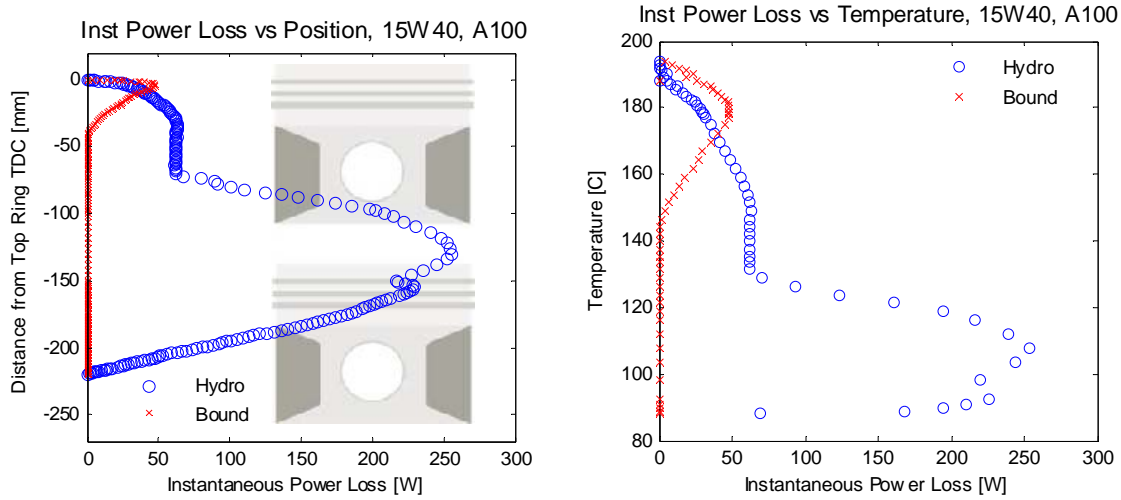 Inst Power Loss vs Position, 15W40, A100
0
-50
-100
-150
-200
-250
Distance from Top Ring TDC [mm]
Hydro
Bound
0 50 100 150 200 250 300
Instantaneous Power Loss [W]
Inst Power Loss vs Temperature, 15W40, A100
200
180
160
140
120
100
80
Temperature [C]
Hydro
Bound
0 50 100 150 200 250 300
Instantaneous Power Loss [W]